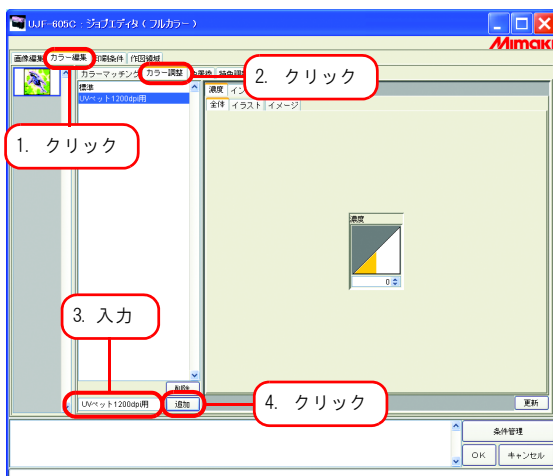 UJF-605C : ジョブエディタ ( フルカラー )
Mimaki
画像編集 カラー編集 印刷条件 作図領域
カラーマッチング カラー調整
2. クリック
標準
UVペット1200dpi用
濃度
全体 イラスト イメージ
1. クリック
濃度
0
3. 入力
削除
UVペット1200dpi用 追加
4. クリック
更新
条件管理
OK キャンセル